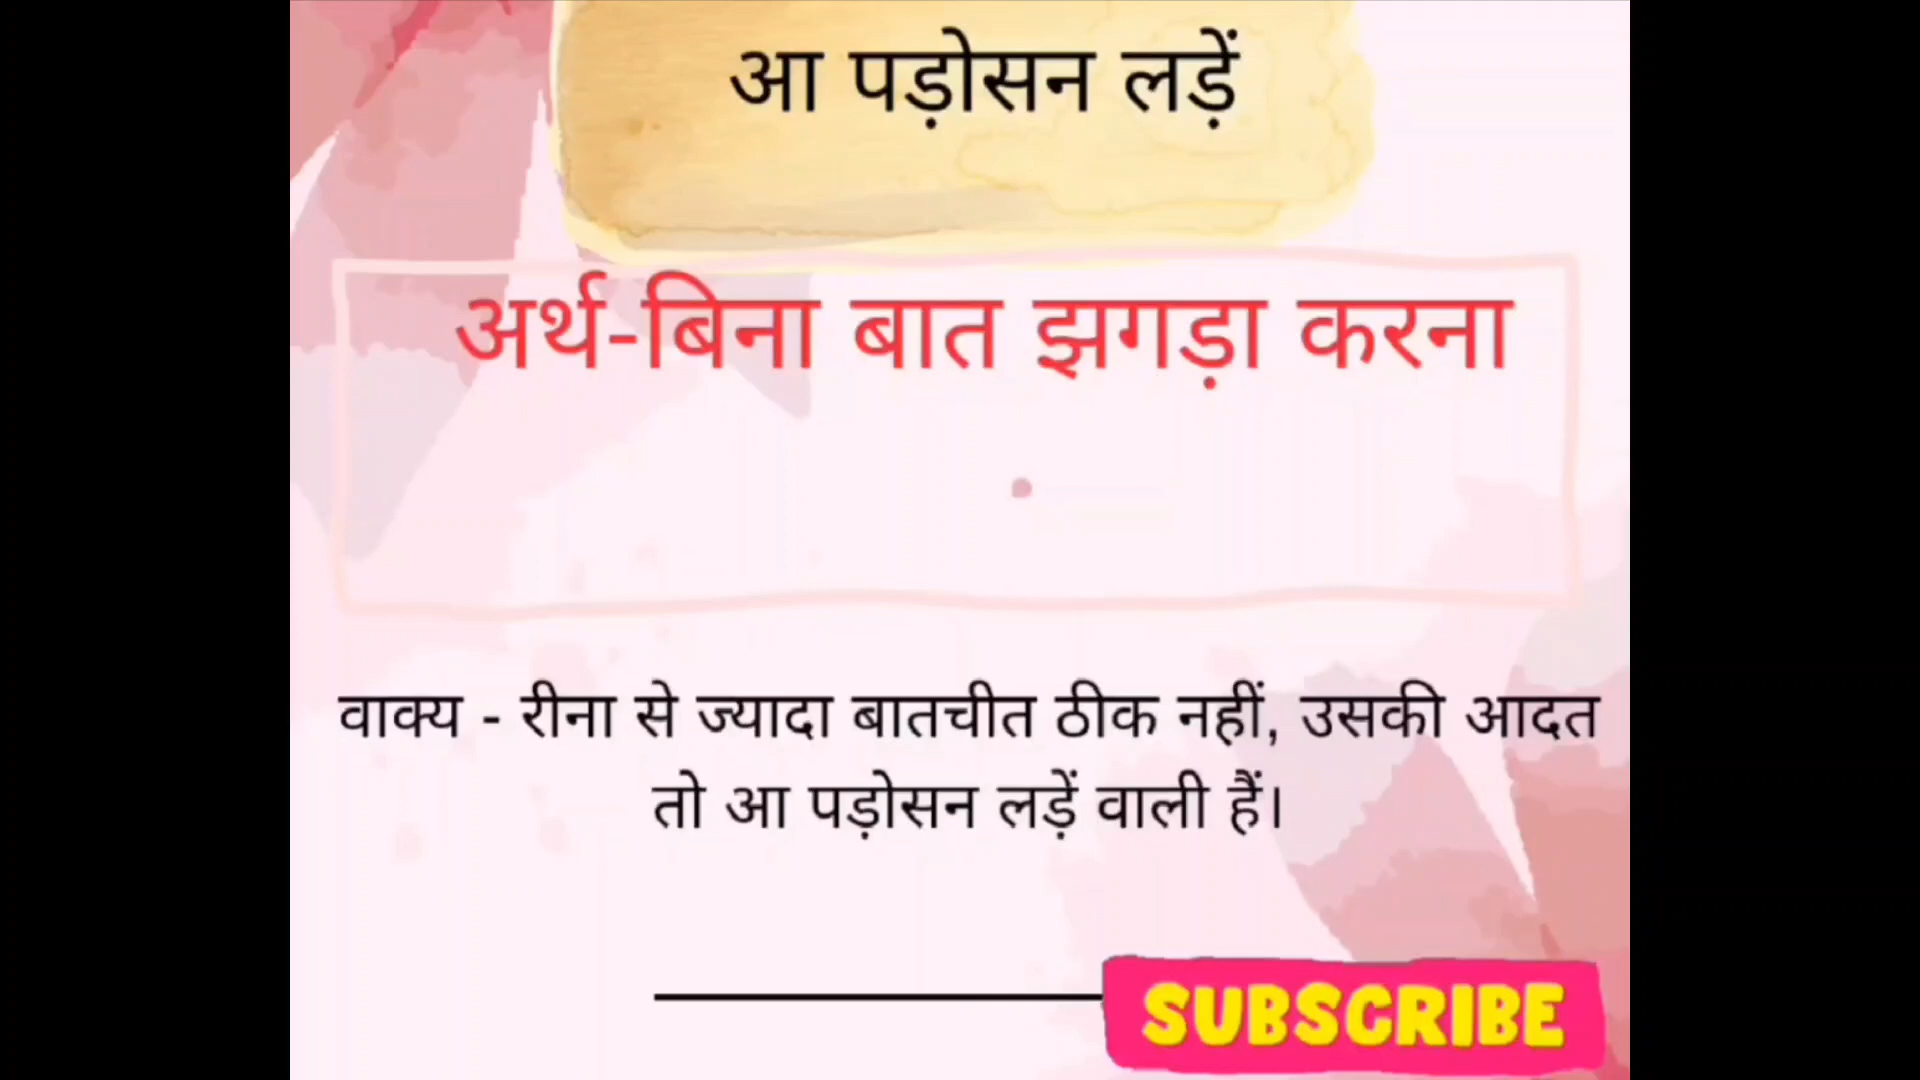 आ पड़ोसन लड़ें
अर्थ-बिना बात झगड़ा करना
वाक्य - रीना से ज्यादा बातचीत ठीक नहीं, उसकी आदत
तो आ पड़ोसन लड़ें वाली हैं।
SUBSCRIBE